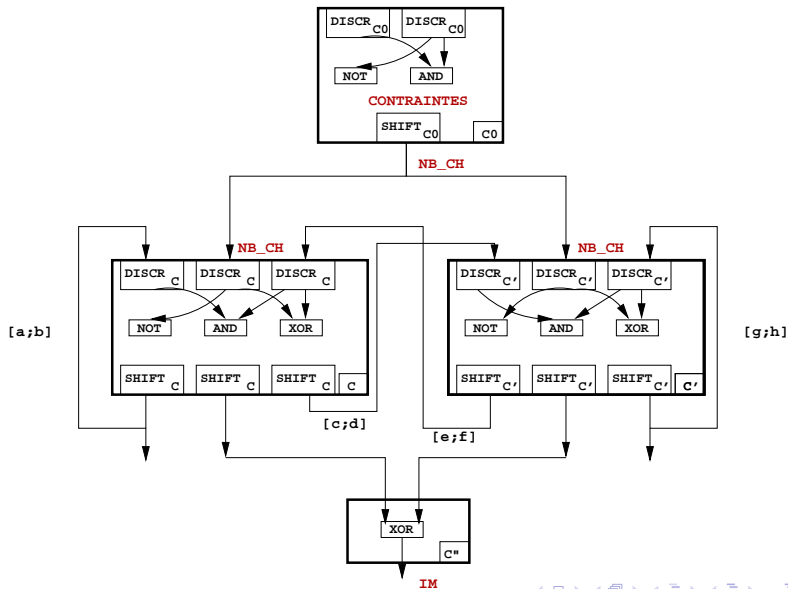 DISCR C0 DISCR C0
NOT AND
CONTRAINTES
SHIFT C0 C0
NB_CH
NB_CH NB_CH
DISCR C DISCR C DISCR C DISCR C' DISCR C' DISCR C'
[a;b] NOT AND XOR NOT AND XOR [g;h]
SHIFT C SHIFT C SHIFT C C SHIFT C' SHIFT C' SHIFT C' C'
[c;d] [e;f]
XOR
C"
IM